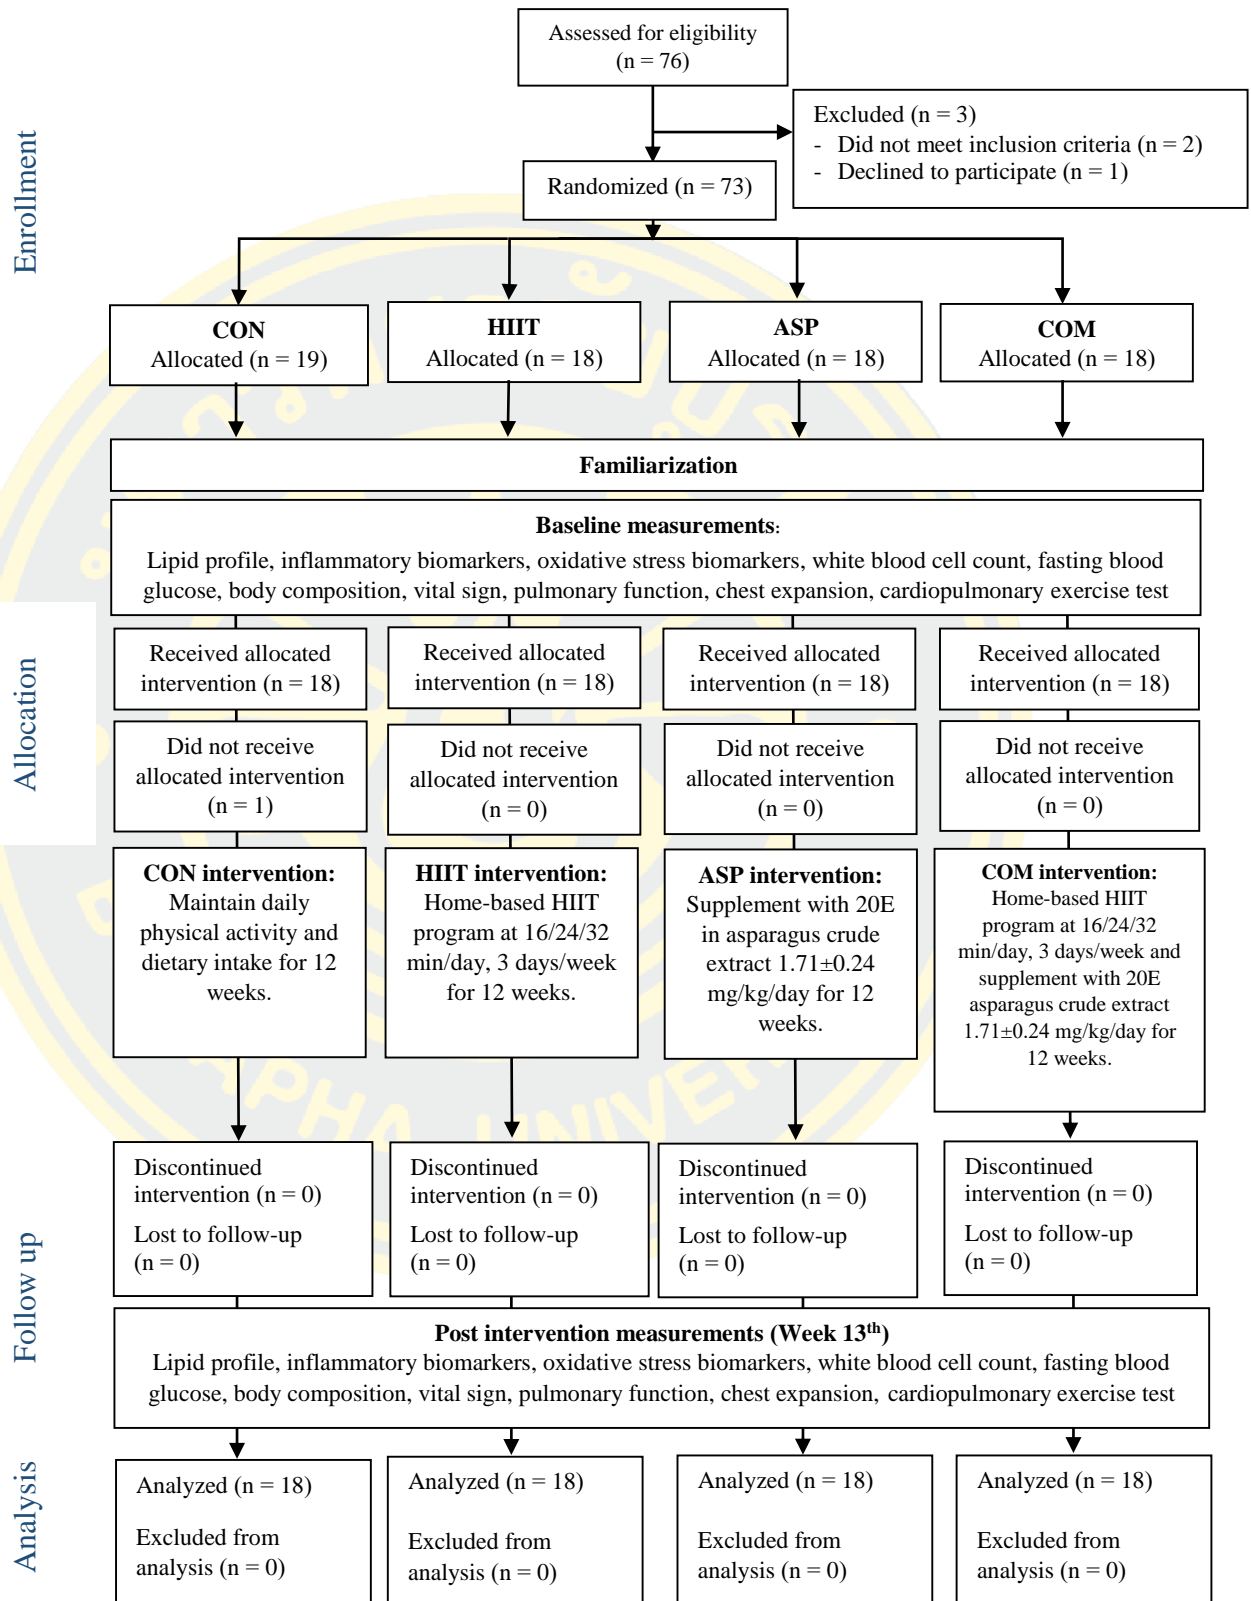 Assessed for eligibility
(n = 76)
Excluded (n = 3)
- Did not meet inclusion criteria (n = 2)
- Declined to participate (n = 1)
Enrollment
Randomized (n = 73)
CON
Allocated (n = 19)
HIIT
Allocated (n = 18)
ASP
Allocated (n = 18)
COM
Allocated (n = 18)
Familiarization
Baseline measurements:
Lipid profile, inflammatory biomarkers, oxidative stress biomarkers, white blood cell count, fasting blood
glucose, body composition, vital sign, pulmonary function, chest expansion, cardiopulmonary exercise test
Allocation
Received allocated
intervention (n = 18)
Received allocated
intervention (n = 18)
Received allocated
intervention (n = 18)
Received allocated
intervention (n = 18)
Did not receive
allocated intervention
(n = 1)
Did not receive
allocated intervention
(n = 0)
Did not receive
allocated intervention
(n = 0)
Did not receive
allocated intervention
(n = 0)
CON intervention:
Maintain daily
physical activity and
dietary intake for 12
weeks.
HIIT intervention:
Home-based HIIT
program at 16/24/32
min/day, 3 days/week
for 12 weeks.
ASP intervention:
Supplement with 20E
in asparagus crude
extract 1.71±0.24
mg/kg/day for 12
weeks.
COM intervention:
Home-based HIIT
program at 16/24/32
min/day, 3 days/week and
supplement with 20E
asparagus crude extract
1.71±0.24 mg/kg/day for
12 weeks.
Follow up
Discontinued
intervention (n = 0)
Lost to follow-up
(n = 0)
Discontinued
intervention (n = 0)
Lost to follow-up
(n = 0)
Discontinued
intervention (n = 0)
Lost to follow-up
(n = 0)
Discontinued
intervention (n = 0)
Lost to follow-up
(n = 0)
Post intervention measurements (Week 13th)
Lipid profile, inflammatory biomarkers, oxidative stress biomarkers, white blood cell count, fasting blood
glucose, body composition, vital sign, pulmonary function, chest expansion, cardiopulmonary exercise test
Analysis
Analyzed (n = 18)
Excluded from
analysis (n = 0)
Analyzed (n = 18)
Excluded from
analysis (n = 0)
Analyzed (n = 18)
Excluded from
analysis (n = 0)
Analyzed (n = 18)
Excluded from
analysis (n = 0)